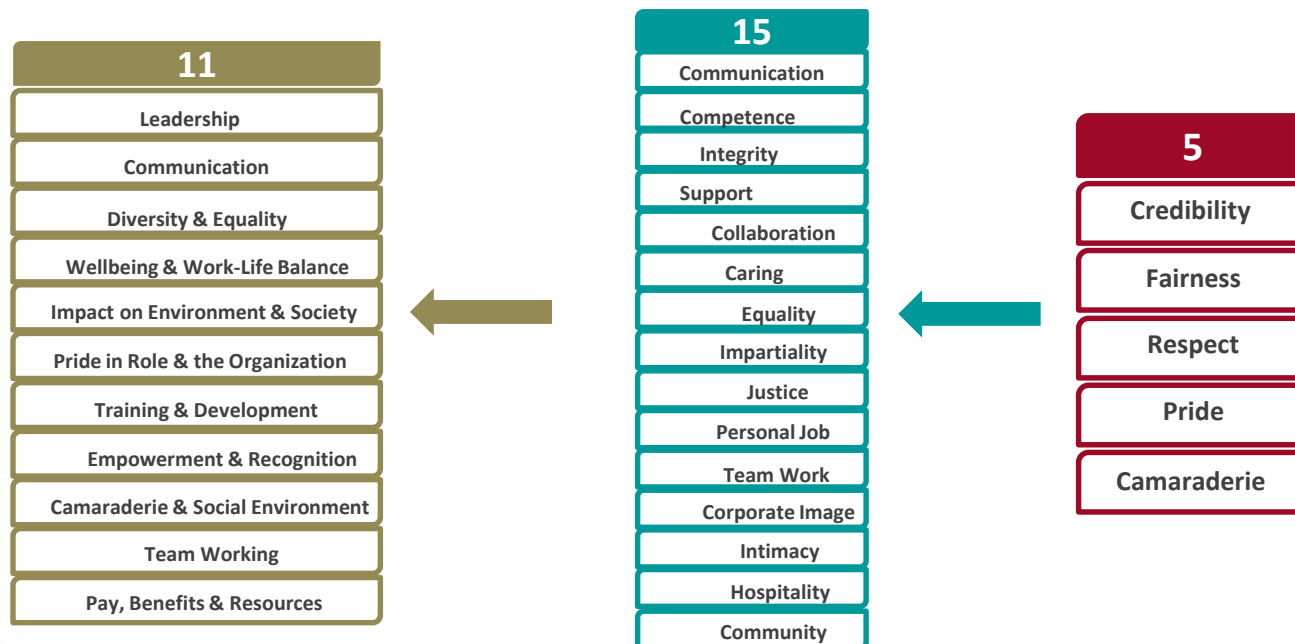 11
Leadership
Communication
Diversity & Equality
Wellbeing & Work-Life Balance
Impact on Environment & Society
Pride in Role & the Organization
Training & Development
Empowerment & Recognition
Camaraderie & Social Environment
Team Working
Pay, Benefits & Resources
15
Communication
Competence
Integrity
Support
Collaboration
Caring
Equality
Impartiality
Justice
Personal Job
Team Work
Corporate Image
Intimacy
Hospitality
Community
5
Credibility
Fairness
Respect
Pride
Camaraderie